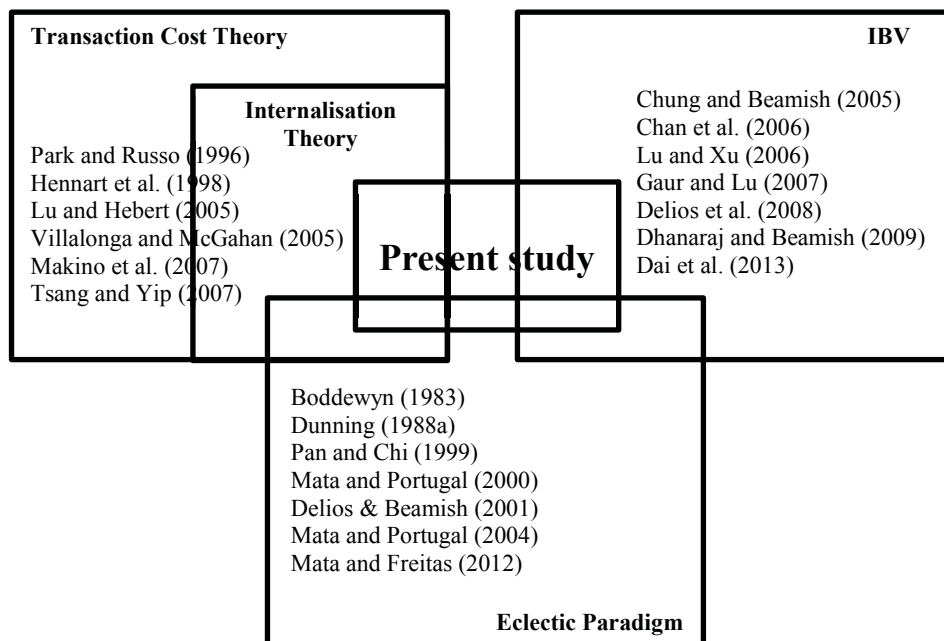 Transaction Cost Theory
Internalisation
Theory
Park and Russo (1996)
Hennart et al. (1998)
Lu and Hebert (2005)
Villalonga and McGahan (2005)
Makino et al. (2007)
Tsang and Yip (2007)
IBV
Chung and Beamish (2005)
Chan et al. (2006)
Lu and Xu (2006)
Gaur and Lu (2007)
Delios et al. (2008)
Dhanaraj and Beamish (2009)
Dai et al. (2013)
Present study
Boddewyn (1983)
Dunning (1988a)
Pan and Chi (1999)
Mata and Portugal (2000)
Delios & Beamish (2001)
Mata and Portugal (2004)
Mata and Freitas (2012)
Eclectic Paradigm